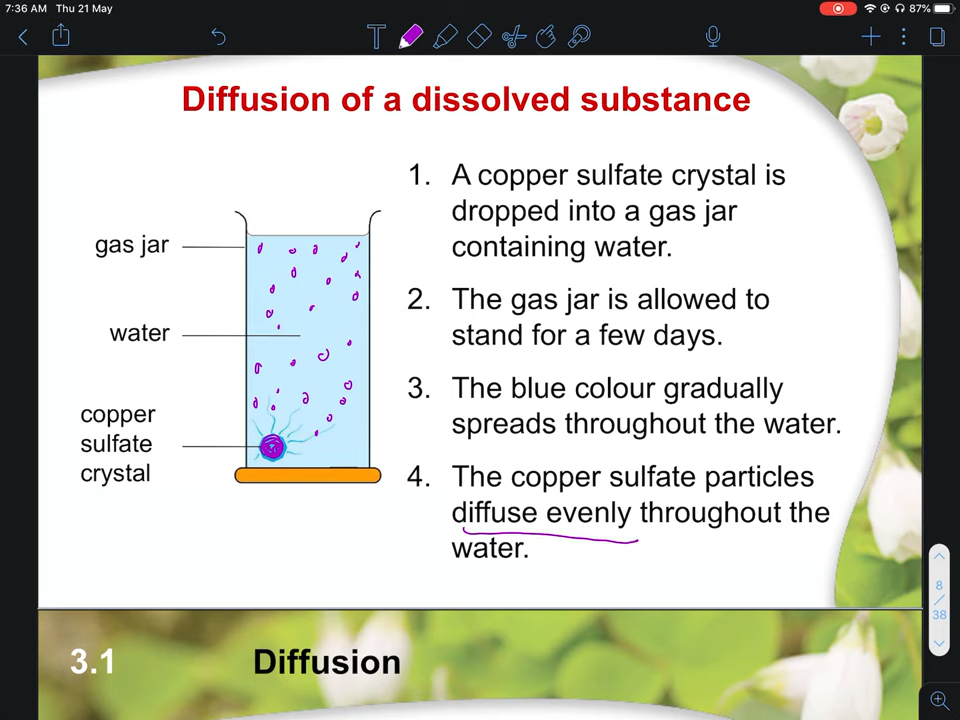 7:36 AM Thu 21 May
87%
Diffusion of a dissolved substance
gas jar
water
copper
sulfate
crystal
1. A copper sulfate crystal is
dropped into a gas jar
containing water.
2. The gas jar is allowed to
stand for a few days.
3. The blue colour gradually
spreads throughout the water.
4. The copper sulfate particles
diffuse evenly throughout the
water.
8
/
38
3.1 Diffusion